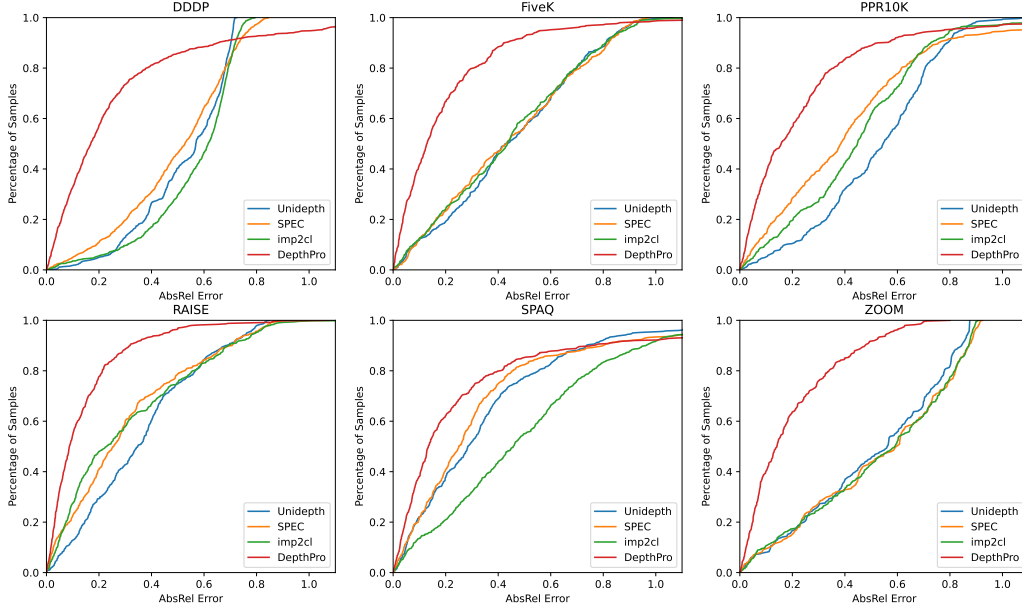 DDDP
Percentage of Samples
1.0
0.8
0.6
0.4
0.2
0.0
0.0 0.2 0.4 0.6 0.8 1.0
AbsRel Error
Unidepth
SPEC
imp2cl
DepthPro
FiveK
Percentage of Samples
1.0
0.8
0.6
0.4
0.2
0.0
0.0 0.2 0.4 0.6 0.8 1.0
AbsRel Error
Unidepth
SPEC
imp2cl
DepthPro
PPR10K
Percentage of Samples
1.0
0.8
0.6
0.4
0.2
0.0
0.0 0.2 0.4 0.6 0.8 1.0
AbsRel Error
Unidepth
SPEC
imp2cl
DepthPro
RAISE
Percentage of Samples
1.0
0.8
0.6
0.4
0.2
0.0
0.0 0.2 0.4 0.6 0.8 1.0
AbsRel Error
Unidepth
SPEC
imp2cl
DepthPro
SPAQ
Percentage of Samples
1.0
0.8
0.6
0.4
0.2
0.0
0.0 0.2 0.4 0.6 0.8 1.0
AbsRel Error
Unidepth
SPEC
imp2cl
DepthPro
ZOOM
Percentage of Samples
1.0
0.8
0.6
0.4
0.2
0.0
0.0 0.2 0.4 0.6 0.8 1.0
AbsRel Error
Unidepth
SPEC
imp2cl
DepthPro